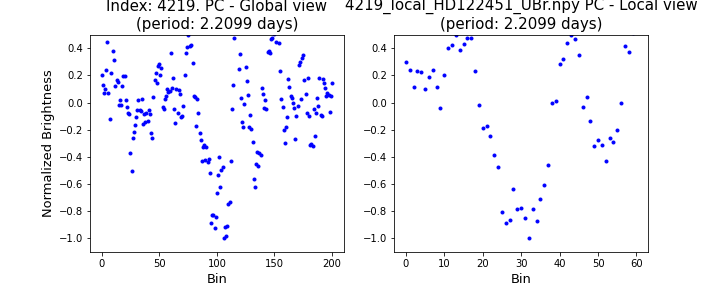 Index: 4219. PC - Global view
(period: 2.2099 days)
4219_local_HD122451_UBr.npy PC - Local view
(period: 2.2099 days)
Normalized Brightness
0.4
0.2
0.0
−0.2
−0.4
−0.6
−0.8
−1.0
0 50 100 150 200
Bin
0.4
0.2
0.0
−0.2
−0.4
−0.6
−0.8
−1.0
0 10 20 30 40 50 60
Bin